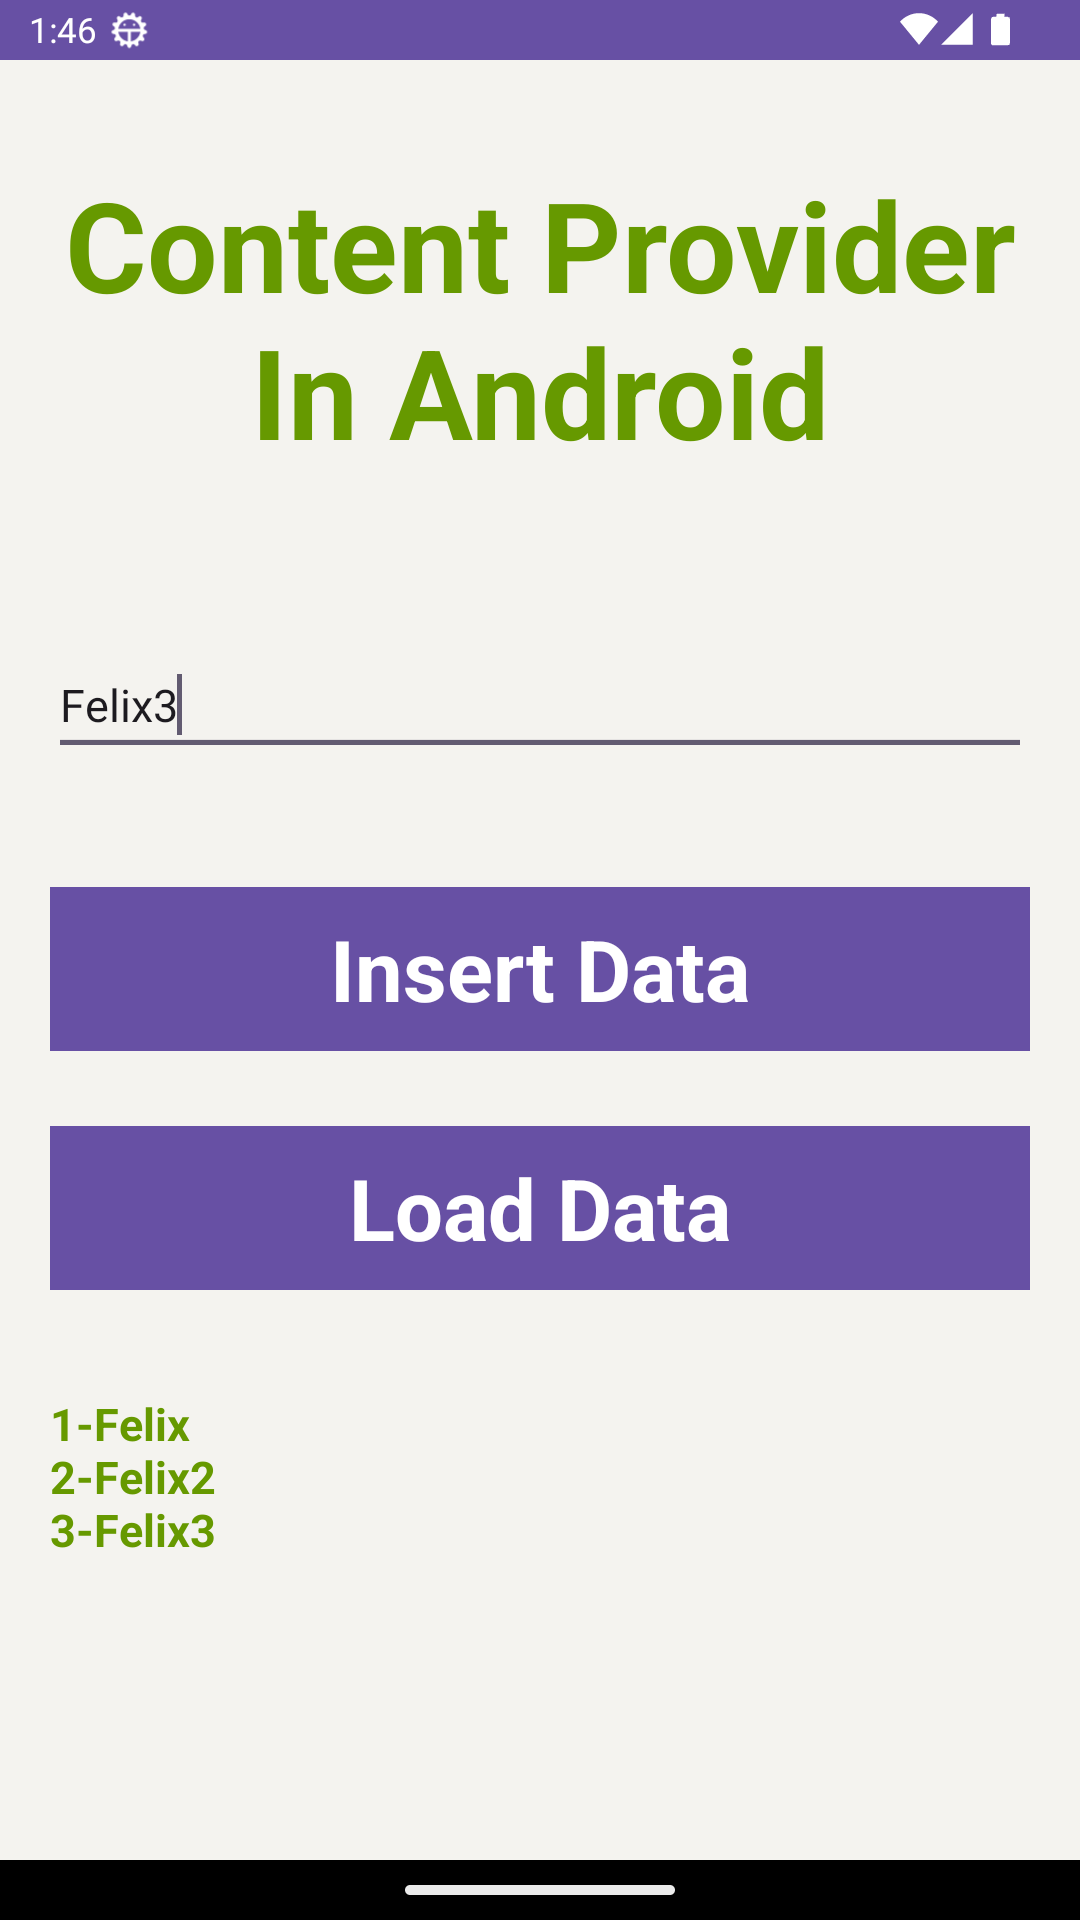 1:46
Content Provider
In Android
Felix3
Insert Data
Load Data
1-Felix
2-Felix2
3-Felix3